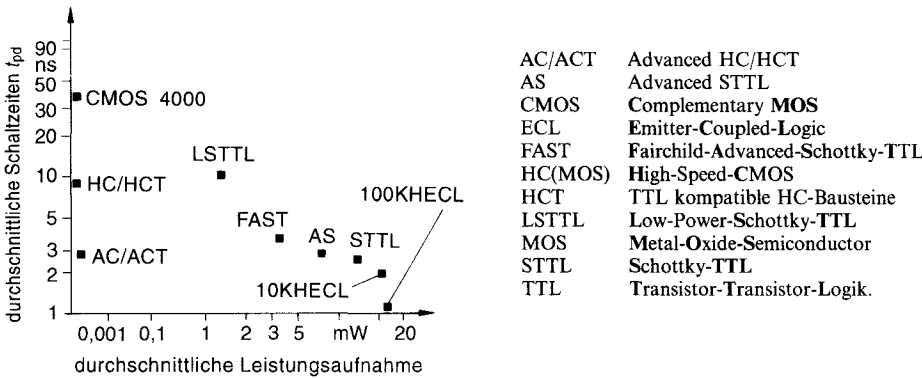 durchschnittliche Schaltzeiten tpd
90
ns
50
30
20
10
5
3
2
1
CMOS 4000
LSTTL
HC/HCT
100KHECL
FAST
AS
STTL
AC/ACT
10KHECL
0,001 0,1 1 2 3 5 mW 20
durchschnittliche Leistungsaufnahme
AC/ACT Advanced HC/HCT
AS Advanced STTL
CMOS Complementary MOS
ECL Emitter-Coupled-Logic
FAST Fairchild-Advanced-Schottky-TTL
HC(MOS) High-Speed-CMOS
HCT TTL kompatible HC-Bausteine
LSTTL Low-Power-Schottky-TTL
MOS Metal-Oxide-Semiconductor
STTL Schottky-TTL
TTL Transistor-Transistor-Logik.